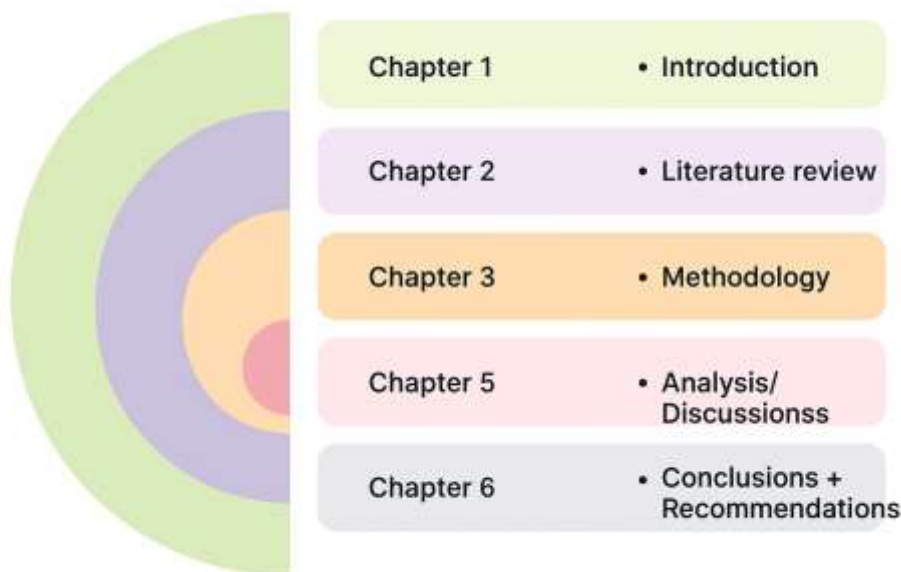 Chapter 1 • Introduction
Chapter 2 • Literature review
Chapter 3 • Methodology
Chapter 5 • Analysis/
Discussionss
Chapter 6 • Conclusions +
Recommendations